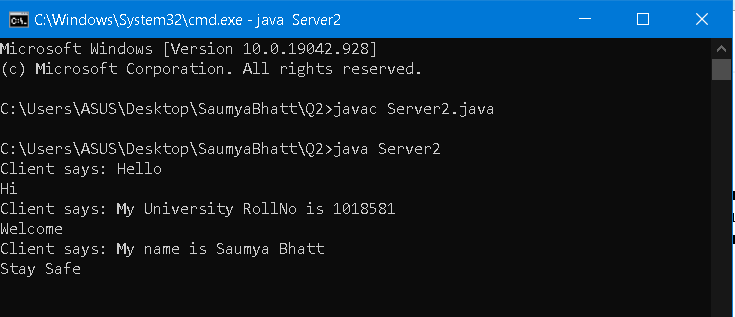 C:\Windows\System32\cmd.exe - java Server2
Microsoft Windows [Version 10.0.19042.928]
(c) Microsoft Corporation. All rights reserved.
C:\Users\ASUS\Desktop\SaumyaBhatt\Q2>javac Server2.java
C:\Users\ASUS\Desktop\SaumyaBhatt\Q2>java Server2
Client says: Hello
Hi
Client says: My University RollNo is 1018581
Welcome
Client says: My name is Saumya Bhatt
Stay Safe